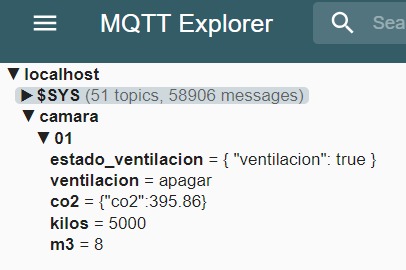 MQTT Explorer
Sea
localhost
$SYS (51 topics, 58906 messages)
camara
01
estado_ventilacion = { "ventilacion": true }
ventilacion = apagar
co2 = {"co2":395.86}
kilos = 5000
m3 = 8